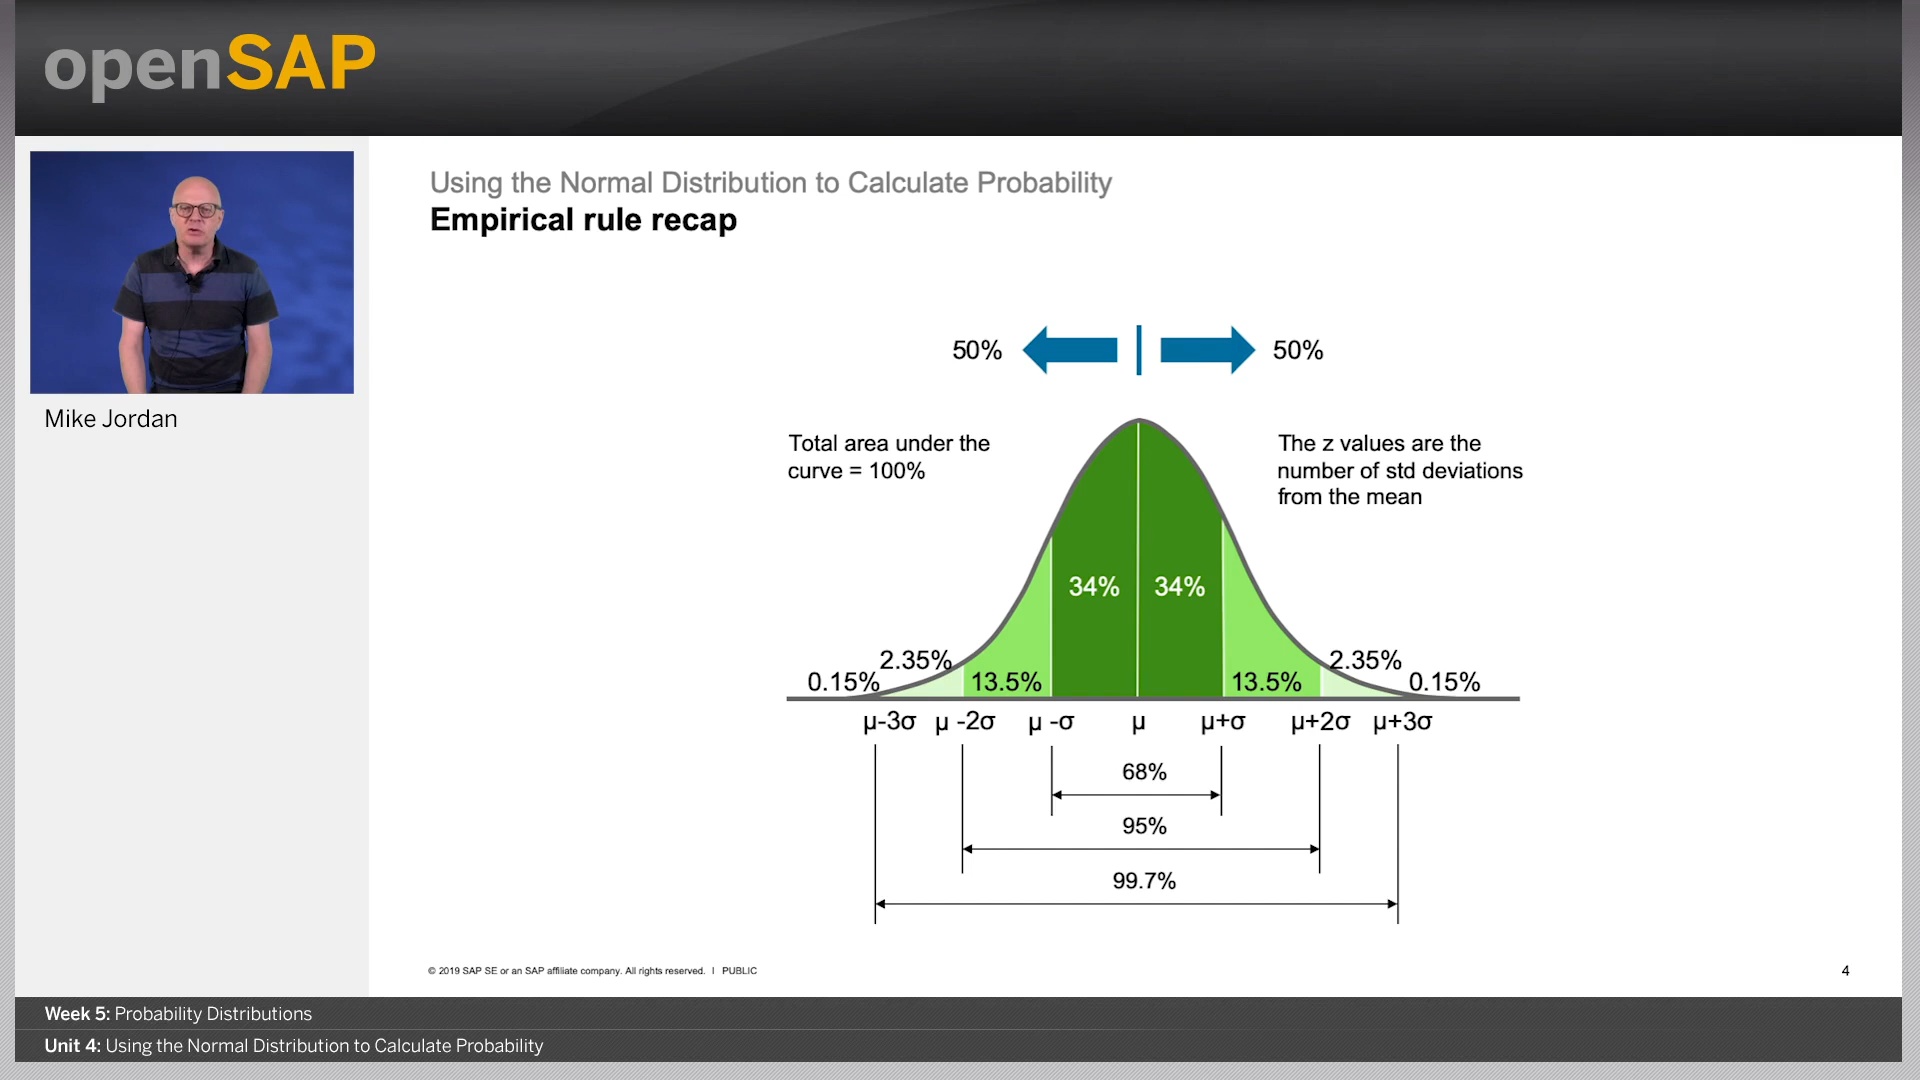 openSAP
Mike Jordan
Using the Normal Distribution to Calculate Probability
Empirical rule recap
50% 50%
Total area under the
curve = 100%
The z values are the
number of std deviations
from the mean
34% 34%
2.35% 2.35%
0.15% 13.5% 13.5% 0.15%
μ-3σ μ -2σ μ -σ μ μ+σ μ+2σ μ+3σ
68%
95%
99.7%
© 2019 SAP SE or an SAP affiliate company. All rights reserved. I PUBLIC
4
Week 5: Probability Distributions
Unit 4: Using the Normal Distribution to Calculate Probability